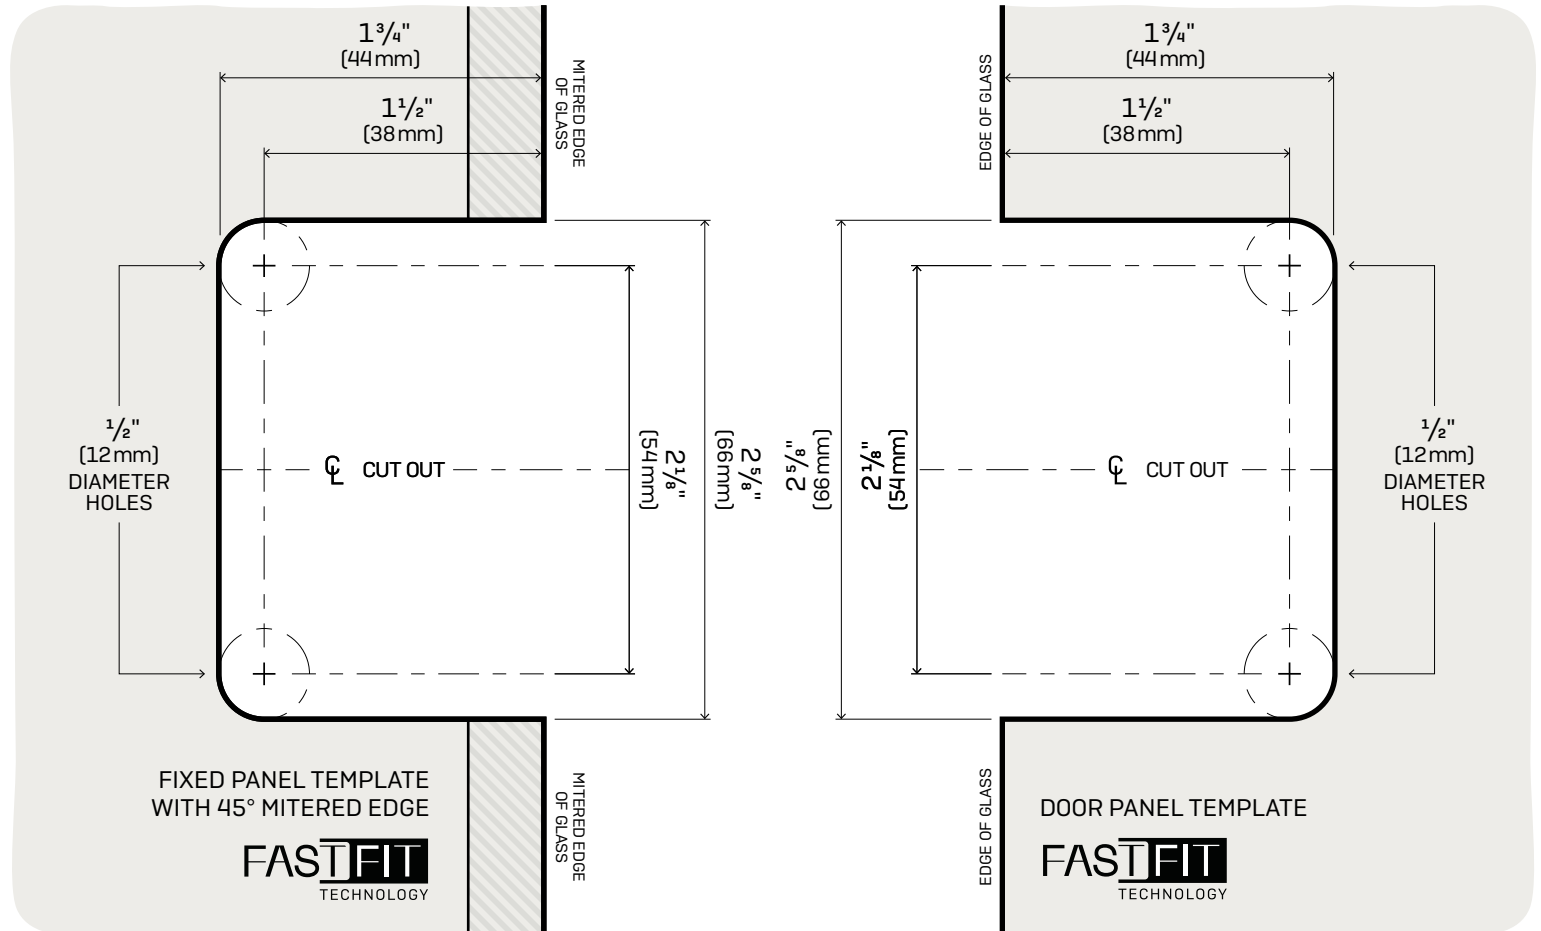 1¾"
(44mm)
1½"
(38mm)
MITERED EDGE
OF GLASS
½"
(12mm)
DIAMETER
HOLES
℄ CUT OUT
2⅛"
(54mm)
2⅝"
(66mm)
FIXED PANEL TEMPLATE
WITH 45° MITERED EDGE
FASTFIT
TECHNOLOGY
MITERED EDGE
OF GLASS
1¾"
(44mm)
1½"
(38mm)
EDGE OF GLASS
2⅝"
(66mm)
2⅛"
(54mm)
℄ CUT OUT
½"
(12mm)
DIAMETER
HOLES
EDGE OF GLASS
DOOR PANEL TEMPLATE
FASTFIT
TECHNOLOGY